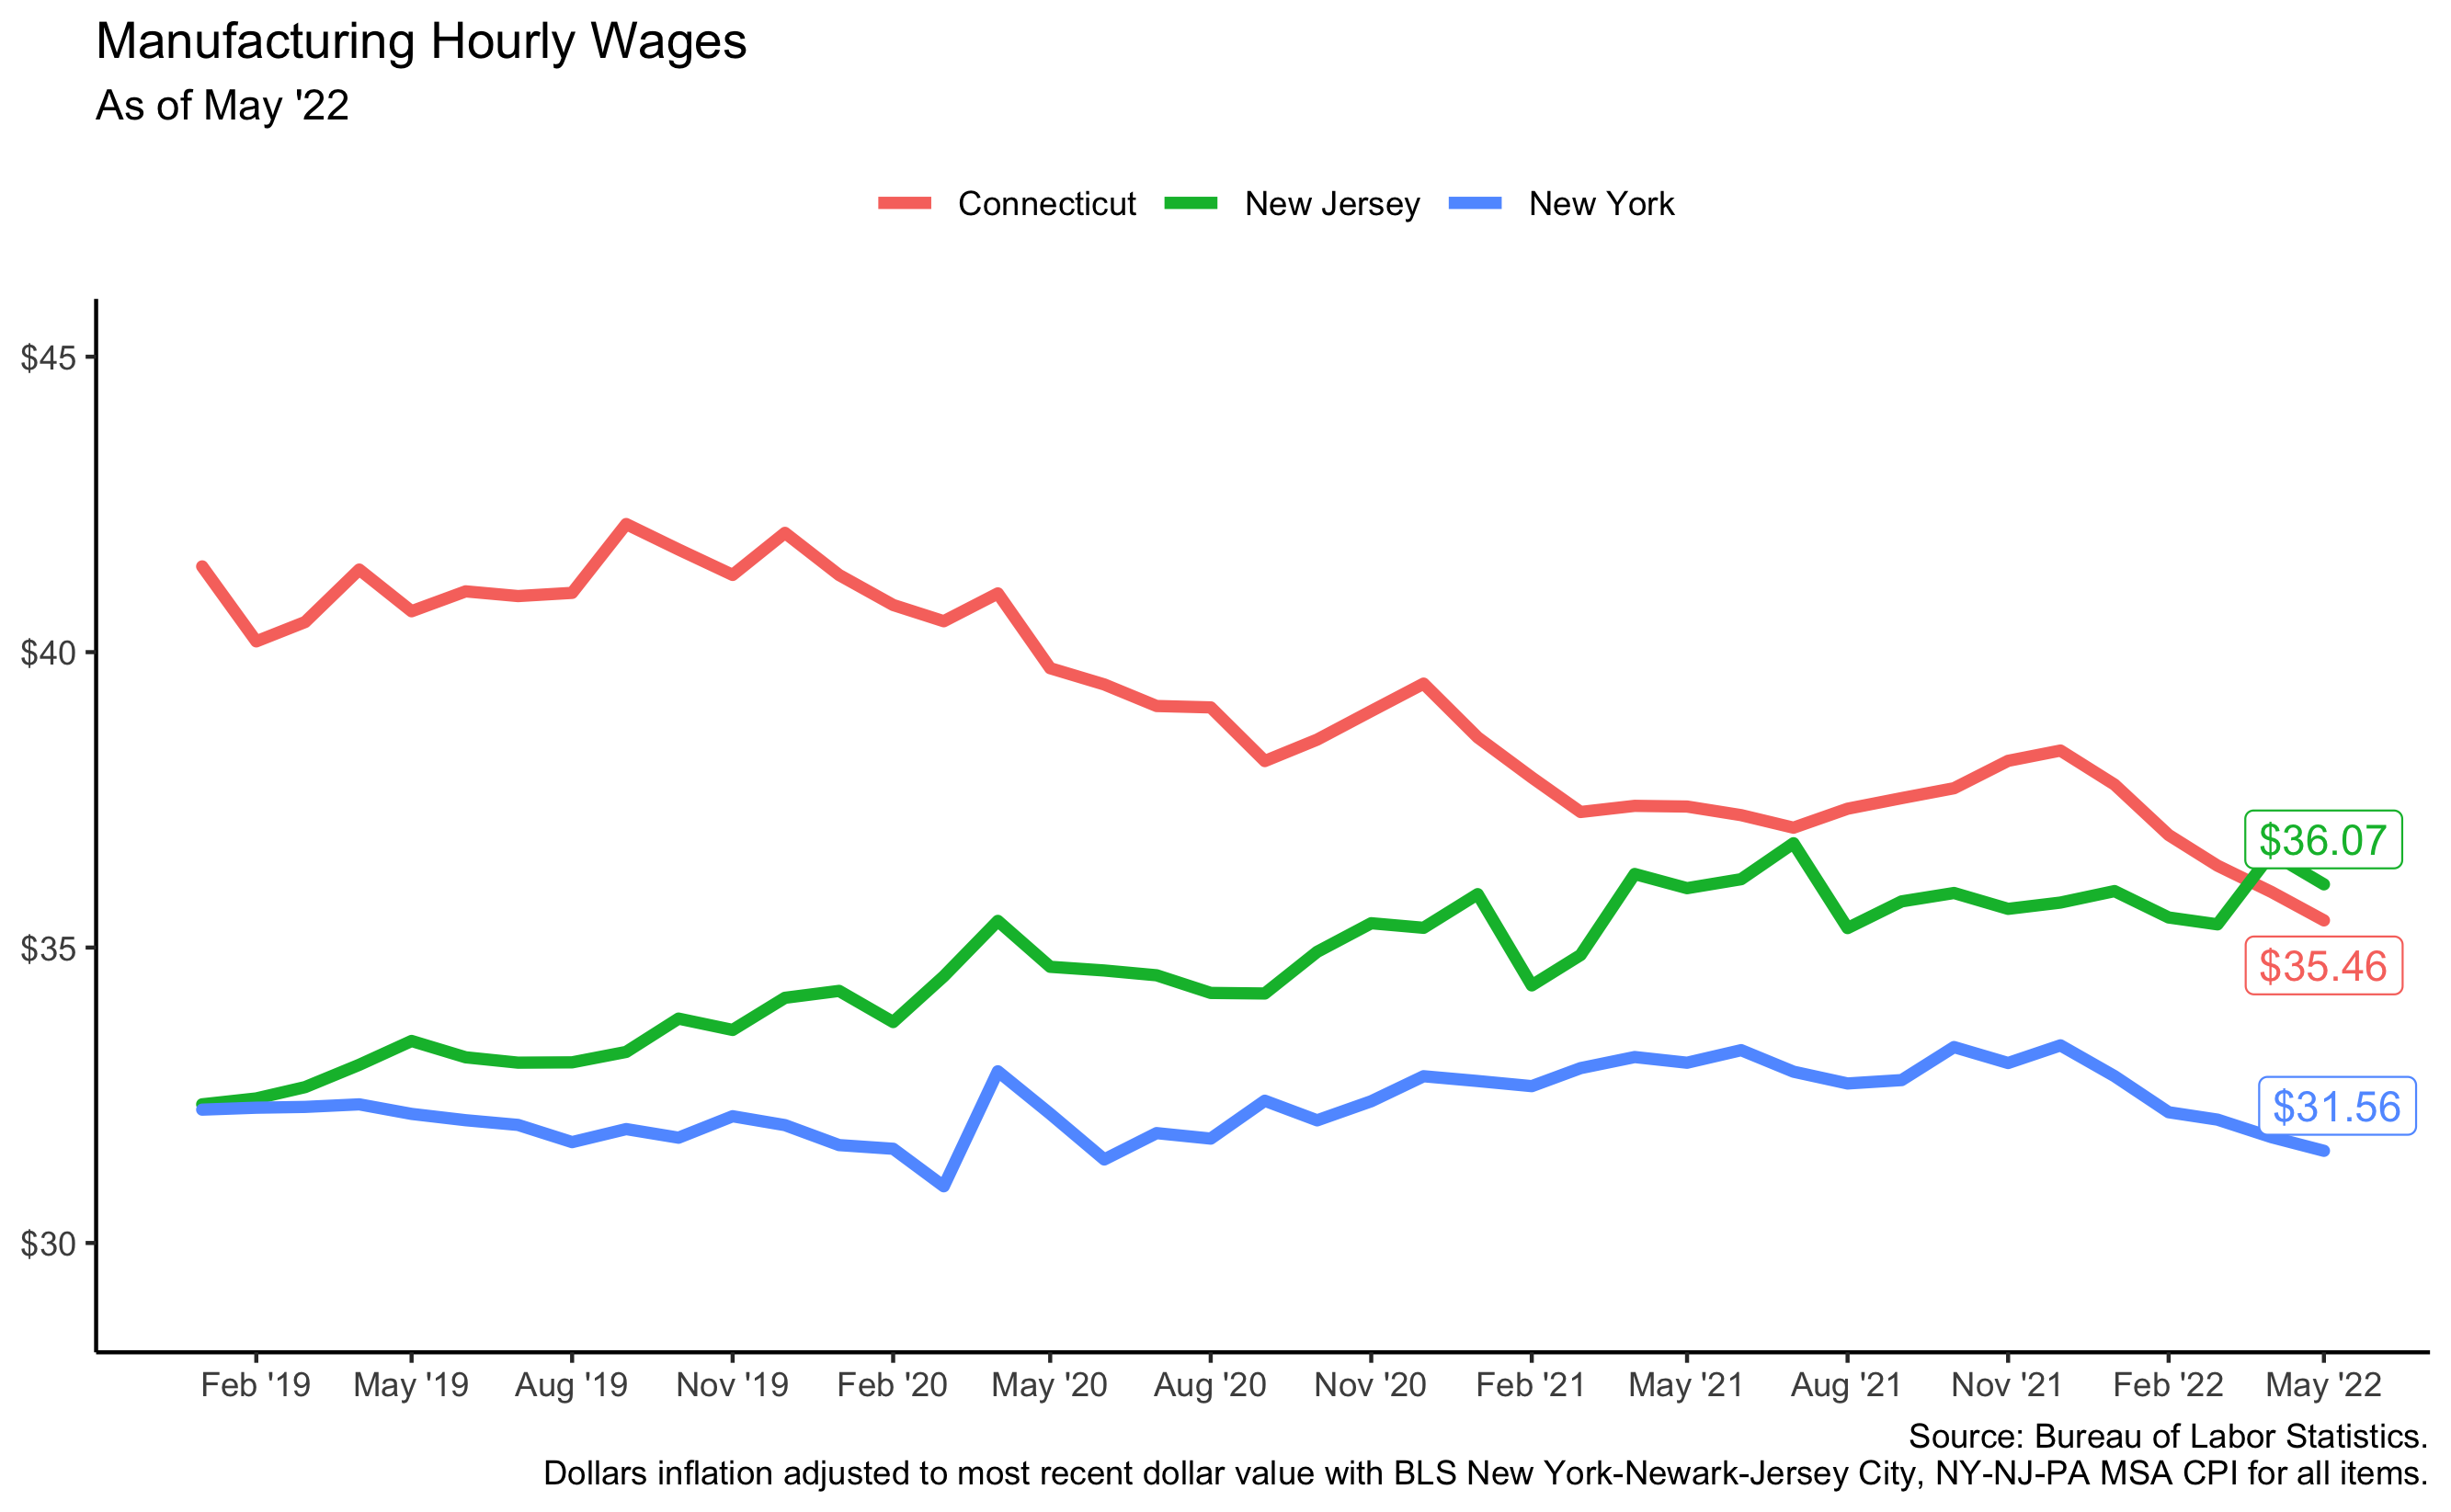 Manufacturing Hourly Wages
As of May '22
Connecticut New Jersey New York
$45
$40
$35
$30
$36.07
$35.46
$31.56
Feb '19 May '19 Aug '19 Nov '19 Feb '20 May '20 Aug '20 Nov '20 Feb '21 May '21 Aug '21 Nov '21 Feb '22 May '22
Source: Bureau of Labor Statistics.
Dollars inflation adjusted to most recent dollar value with BLS New York-Newark-Jersey City, NY-NJ-PA MSA CPI for all items.